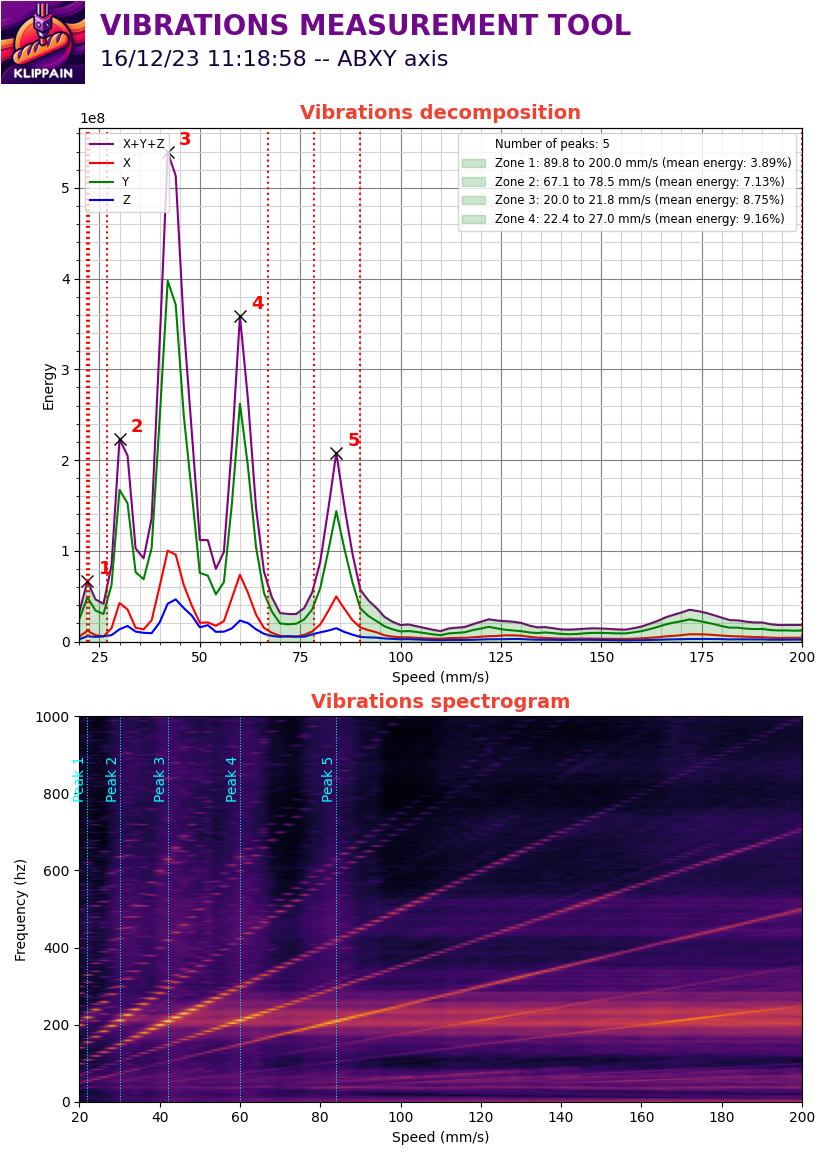 VIBRATIONS MEASUREMENT TOOL
16/12/23 11:18:58 -- ABXY axis
KLIPPAIN
Vibrations decomposition
1e8
X+Y+Z
X
Y
Z
Number of peaks: 5
Zone 1: 89.8 to 200.0 mm/s (mean energy: 3.89%)
Zone 2: 67.1 to 78.5 mm/s (mean energy: 7.13%)
Zone 3: 20.0 to 21.8 mm/s (mean energy: 8.75%)
Zone 4: 22.4 to 27.0 mm/s (mean energy: 9.16%)
3
4
2
5
1
5
4
3
2
1
0
Energy
25 50 75 100 125 150 175 200
Speed (mm/s)
Vibrations spectrogram
Peak 1
Peak 2
Peak 3
Peak 4
Peak 5
1000
800
600
400
200
0
Frequency (hz)
20 40 60 80 100 120 140 160 180 200
Speed (mm/s)